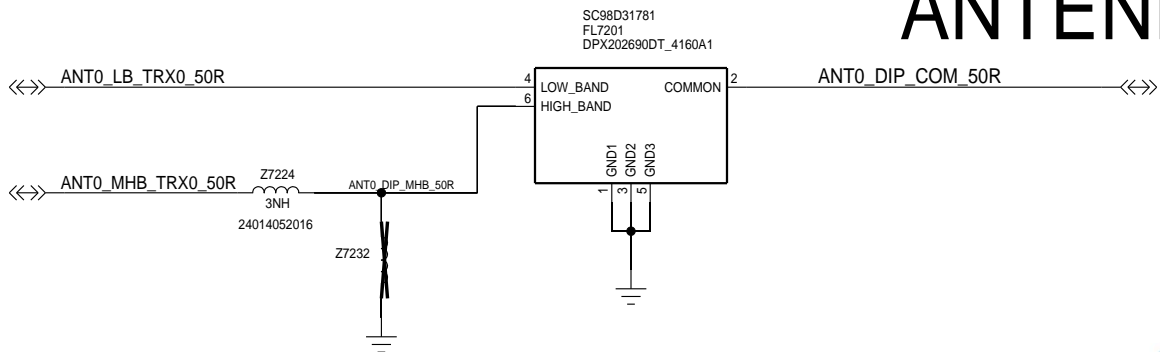 SC98D31781
FL7201
DPX202690DT_4160A1
ANT0_LB_TRX0_50R
4
LOW_BAND
COMMON
2
ANT0_DIP_COM_50R
6
HIGH_BAND
GND1
GND2
GND3
1
3
5
ANT0_MHB_TRX0_50R
Z7224
3NH
24014052016
ANT0_DIP_MHB_50R
Z7232